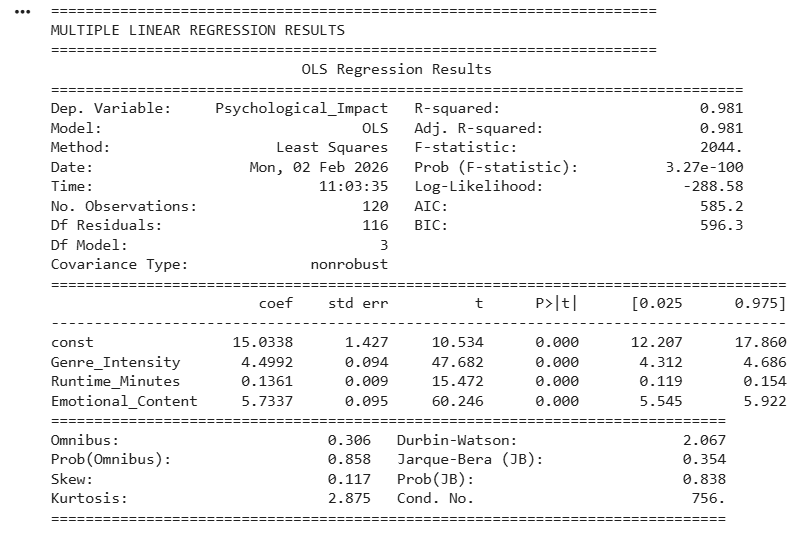 ••• ==============================================================
MULTIPLE LINEAR REGRESSION RESULTS
==============================================================
                          OLS Regression Results
=======================================================================
Dep. Variable:     Psychological_Impact   R-squared:                       0.981
Model:                              OLS   Adj. R-squared:                  0.981
Method:                   Least Squares   F-statistic:                     2044.
Date:                  Mon, 02 Feb 2026   Prob (F-statistic):          3.27e-100
Time:                          11:03:35   Log-Likelihood:                -288.58
No. Observations:                   120   AIC:                             585.2
Df Residuals:                       116   BIC:                             596.3
Df Model:                             3
Covariance Type:              nonrobust
===========================================================================
                        coef    std err          t      P>|t|      [0.025      0.975]
---------------------------------------------------------------------------
const                15.0338      1.427     10.534      0.000      12.207      17.860
Genre_Intensity       4.4992      0.094     47.682      0.000       4.312       4.686
Runtime_Minutes       0.1361      0.009     15.472      0.000       0.119       0.154
Emotional_Content     5.7337      0.095     60.246      0.000       5.545       5.922
=====================================================================
Omnibus:                        0.306   Durbin-Watson:                   2.067
Prob(Omnibus):                  0.858   Jarque-Bera (JB):                0.354
Skew:                           0.117   Prob(JB):                        0.838
Kurtosis:                       2.875   Cond. No.                         756.
=====================================================================